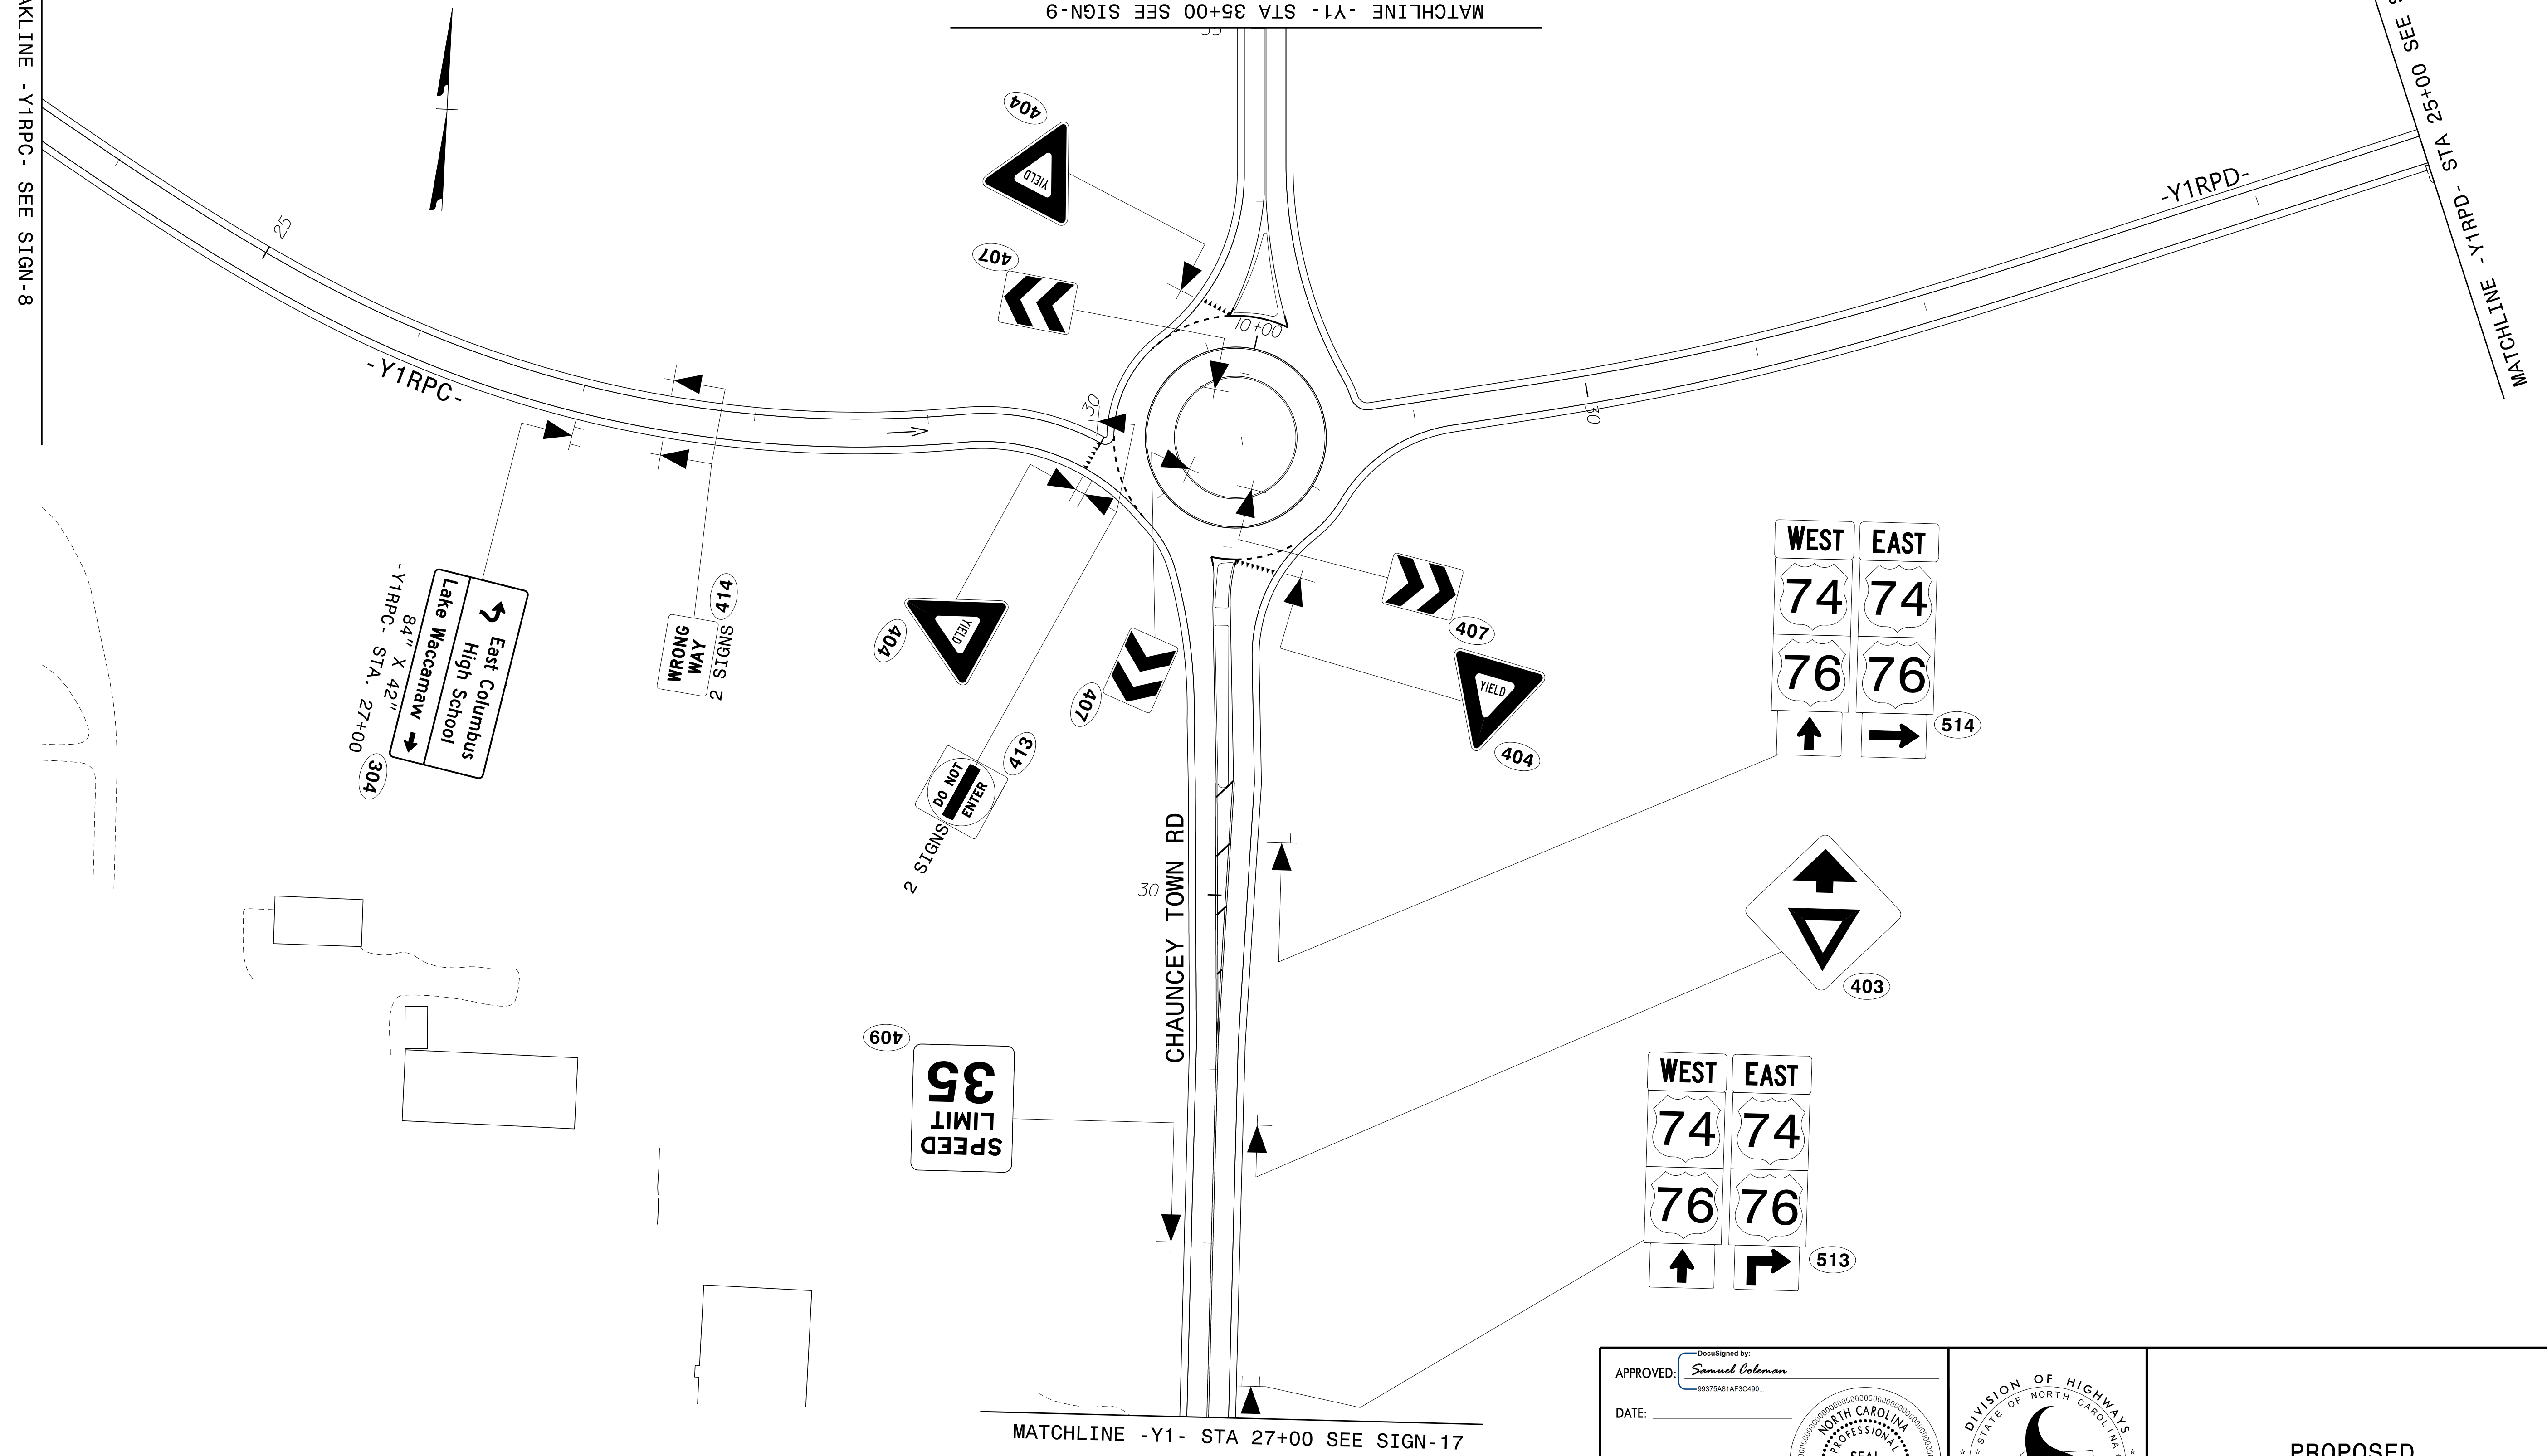 MATCHLINE -Y1- STA 35+00 SEE SIGN-9
-Y1RPC- SEE SIGN-8
MATCHLINE -Y1RPD- STA 25+00 SEE
404
YIELD
407
25
-Y1RPD-
10+00
30
30
-Y1RPC-
WEST
74
76
EAST
74
76
514
407
YIELD
404
414
WRONG
WAY
2 SIGNS
YIELD
404
407
413
DO NOT
ENTER
2 SIGNS
East Columbus
High School
Lake Waccamaw
84" X 42"
-Y1RPC- STA. 27+00
304
CHAUNCEY TOWN RD
30
403
409
SPEED
LIMIT
35
WEST
74
76
EAST
74
76
513
MATCHLINE -Y1- STA 27+00 SEE SIGN-17
DocuSigned by:
APPROVED: Samuel Coleman
99375A81AF3C490...
DATE:
NORTH CAROLINA
PROFESSIONAL
SEAL
DIVISION OF HIGHWAYS
STATE OF NORTH CAROLINA
PROPOSED